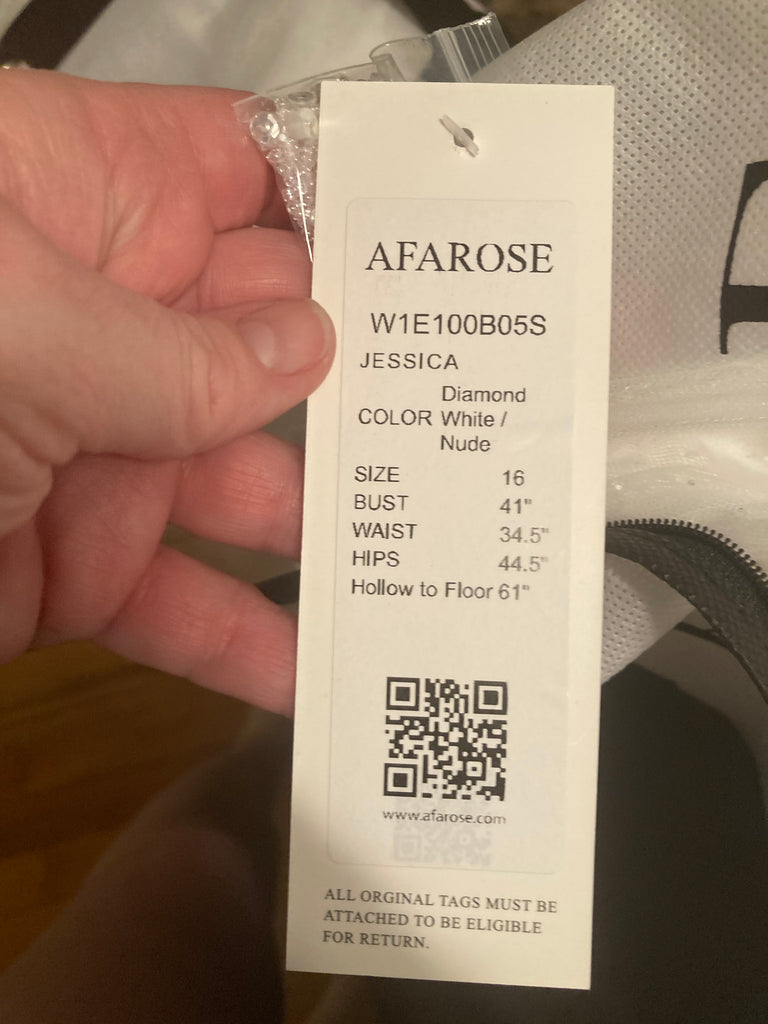 AFAROSE
W1E100B05S
JESSICA
COLOR Diamond White / Nude
SIZE 16
BUST 41"
WAIST 34.5"
HIPS 44.5"
Hollow to Floor 61"
www.afarose.com
ALL ORGINAL TAGS MUST BE
ATTACHED TO BE ELIGIBLE
FOR RETURN.